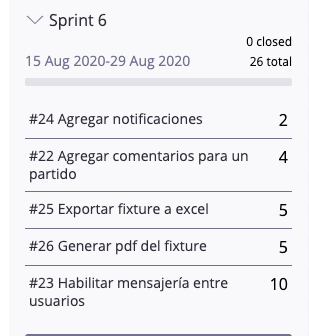 Sprint 6
0 closed
15 Aug 2020-29 Aug 2020
26 total
#24 Agregar notificaciones 2
#22 Agregar comentarios para un 4
partido
#25 Exportar fixture a excel 5
#26 Generar pdf del fixture 5
#23 Habilitar mensajería entre 10
usuarios